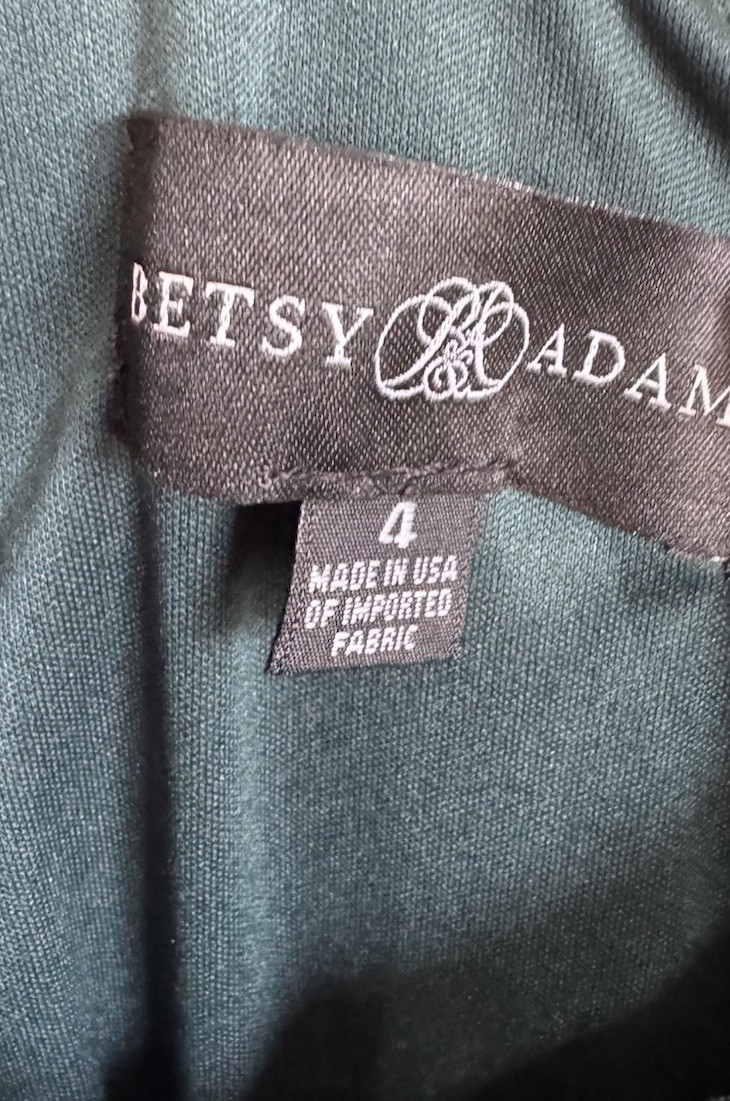 BETSY B&A ADAM
4
MADE IN USA
OF IMPORTED
FABRIC